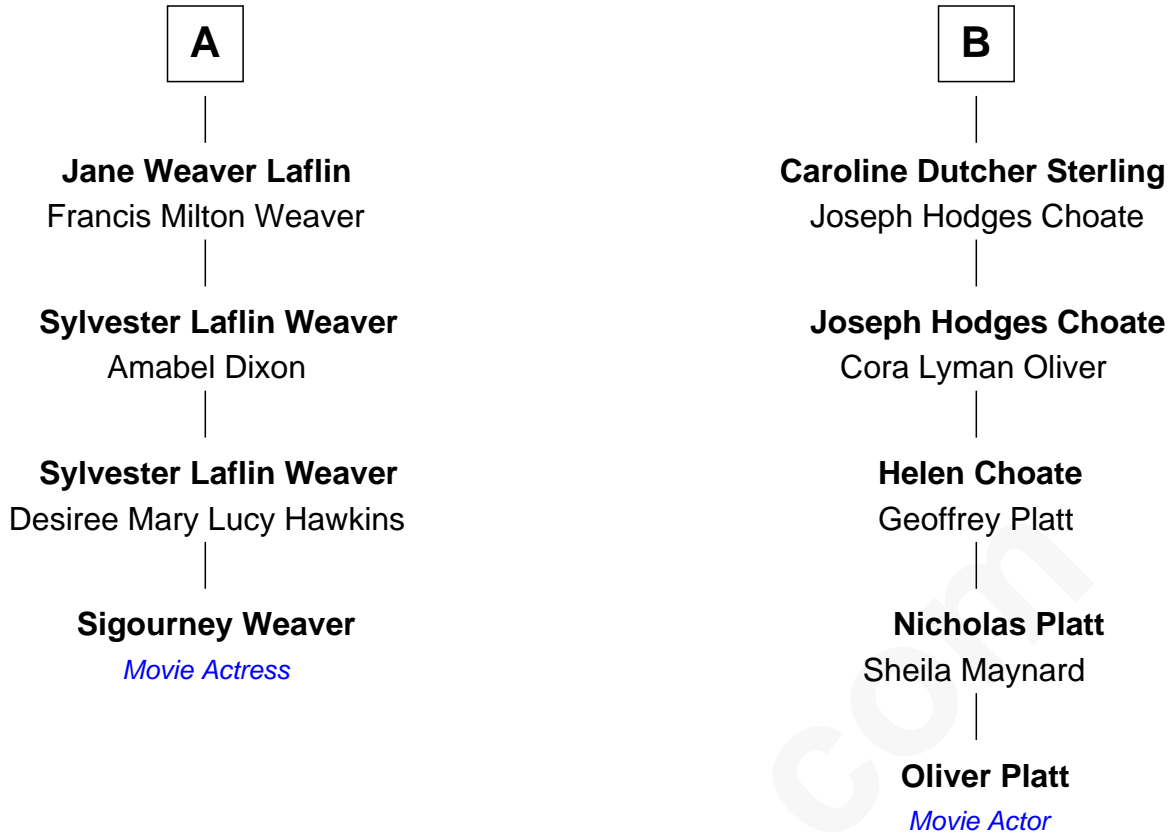 A
Jane Weaver Laflin
Francis Milton Weaver
Sylvester Laflin Weaver
Amabel Dixon
Sylvester Laflin Weaver
Desiree Mary Lucy Hawkins
Sigourney Weaver
Movie Actress
B
Caroline Dutcher Sterling
Joseph Hodges Choate
Joseph Hodges Choate
Cora Lyman Oliver
Helen Choate
Geoffrey Platt
Nicholas Platt
Sheila Maynard
Oliver Platt
Movie Actor
com